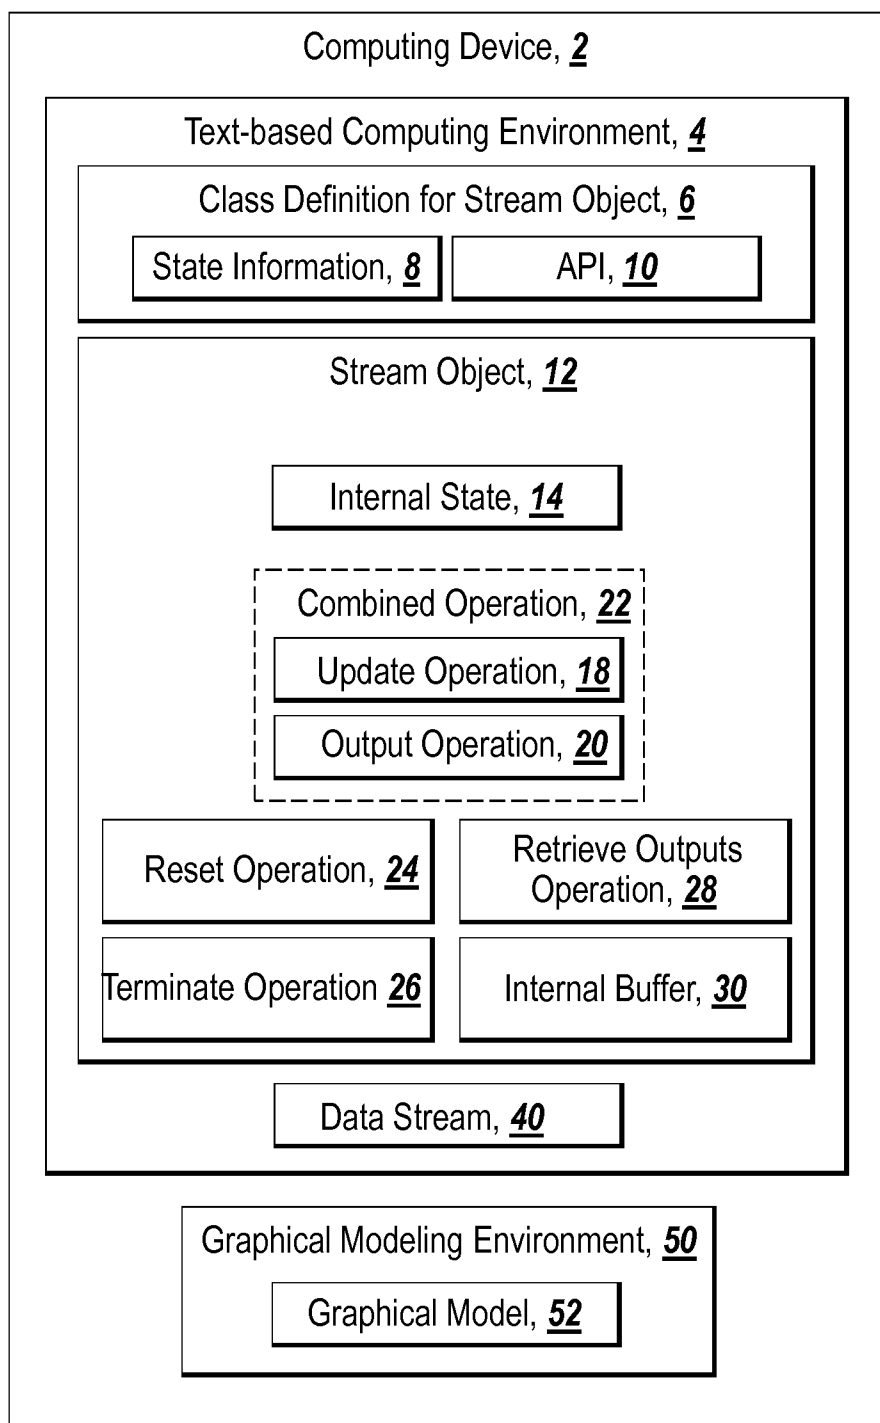 Computing Device, 2
Text-based Computing Environment, 4
Class Definition for Stream Object, 6
State Information, 8
API, 10
Stream Object, 12
Internal State, 14
Combined Operation, 22
Update Operation, 18
Output Operation, 20
Reset Operation, 24
Retrieve Outputs
Operation, 28
Terminate Operation 26
Internal Buffer, 30
Data Stream, 40
Graphical Modeling Environment, 50
Graphical Model, 52